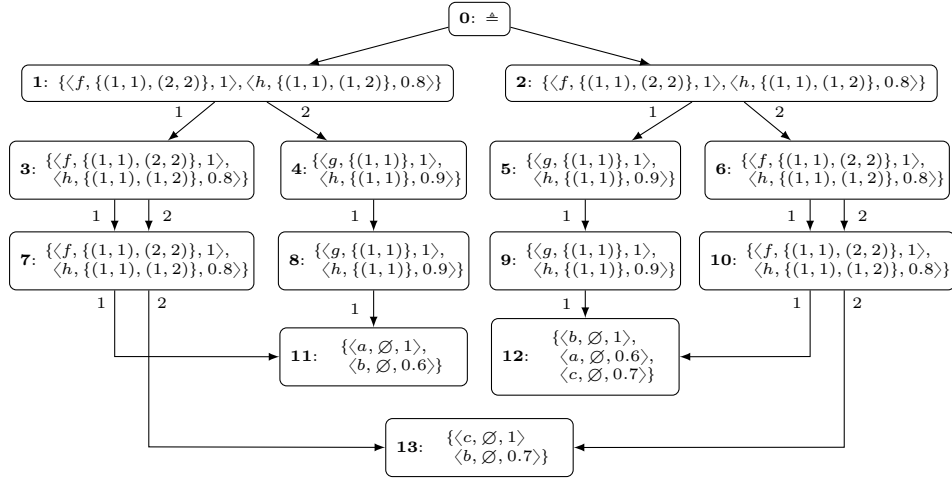 0: ≜
1: {⟨f, {(1, 1), (2, 2)}, 1⟩, ⟨h, {(1, 1), (1, 2)}, 0.8⟩}
2: {⟨f, {(1, 1), (2, 2)}, 1⟩, ⟨h, {(1, 1), (1, 2)}, 0.8⟩}
1 2 1 2
3: {⟨f, {(1, 1), (2, 2)}, 1⟩,
⟨h, {(1, 1), (1, 2)}, 0.8⟩}
4: {⟨g, {(1, 1)}, 1⟩,
⟨h, {(1, 1)}, 0.9⟩}
5: {⟨g, {(1, 1)}, 1⟩,
⟨h, {(1, 1)}, 0.9⟩}
6: {⟨f, {(1, 1), (2, 2)}, 1⟩,
⟨h, {(1, 1), (1, 2)}, 0.8⟩}
1 2 1 1 1 2
7: {⟨f, {(1, 1), (2, 2)}, 1⟩,
⟨h, {(1, 1), (1, 2)}, 0.8⟩}
8: {⟨g, {(1, 1)}, 1⟩,
⟨h, {(1, 1)}, 0.9⟩}
9: {⟨g, {(1, 1)}, 1⟩,
⟨h, {(1, 1)}, 0.9⟩}
10: {⟨f, {(1, 1), (2, 2)}, 1⟩,
⟨h, {(1, 1), (1, 2)}, 0.8⟩}
1 2 1 1 1 2
11: {⟨a, ∅, 1⟩,
⟨b, ∅, 0.6⟩}
12: {⟨b, ∅, 1⟩,
⟨a, ∅, 0.6⟩,
⟨c, ∅, 0.7⟩}
13: {⟨c, ∅, 1⟩
⟨b, ∅, 0.7⟩}